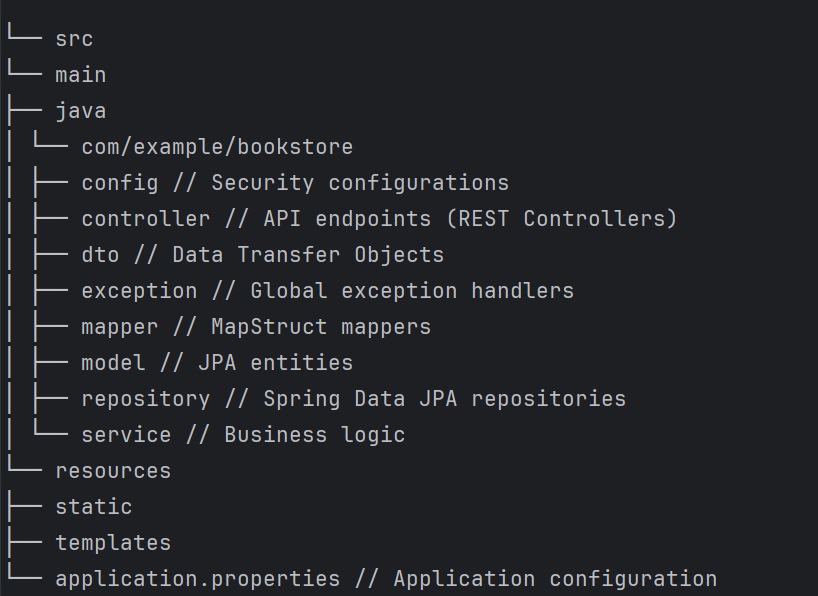 └── src
└── main
├── java
│ └── com/example/bookstore
│ ├── config // Security configurations
│ ├── controller // API endpoints (REST Controllers)
│ ├── dto // Data Transfer Objects
│ ├── exception // Global exception handlers
│ ├── mapper // MapStruct mappers
│ ├── model // JPA entities
│ ├── repository // Spring Data JPA repositories
│ └── service // Business logic
└── resources
├── static
├── templates
└── application.properties // Application configuration